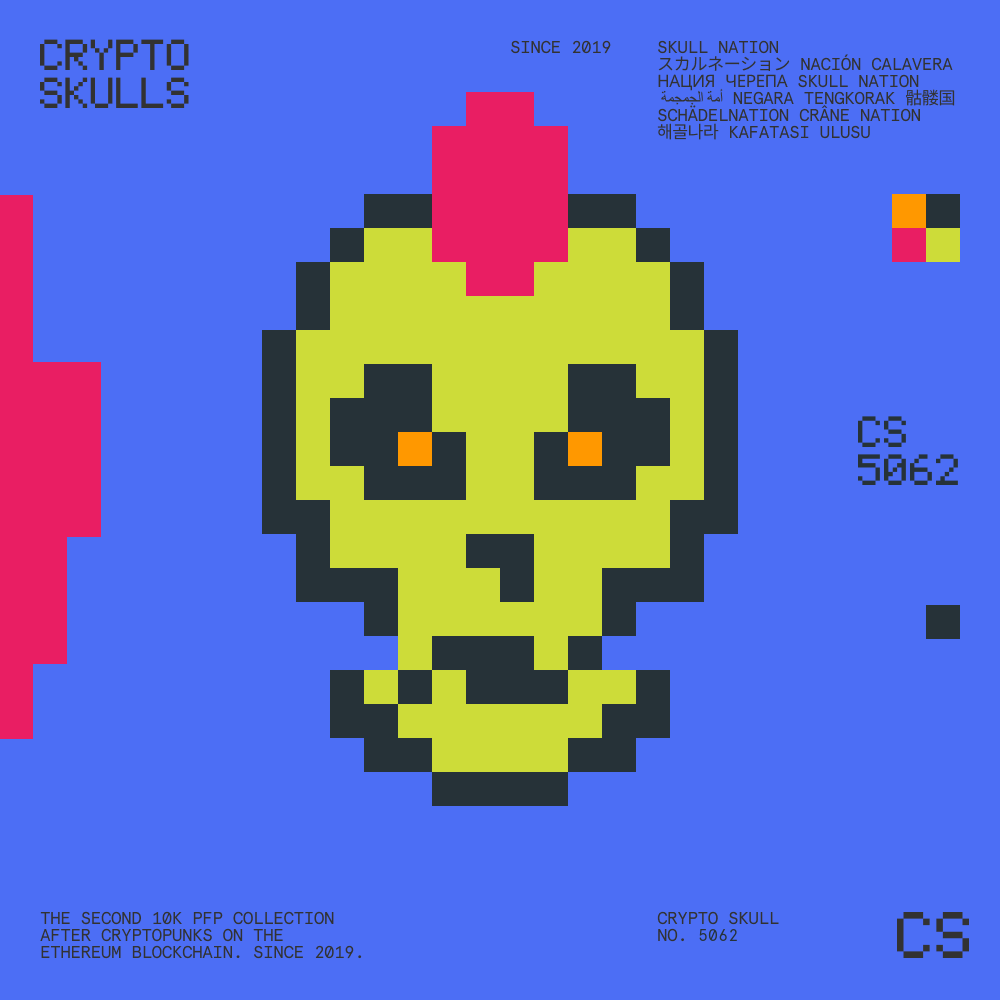 CRYPTO
SKULLS
SINCE 2019
SKULL NATION
スカルネーション NACIÓN CALAVERA
НАЦИЯ ЧЕРЕПА SKULL NATION
أمة الجمجمة NEGARA TENGKORAK 骷髅国
SCHÄDELNATION CRÂNE NATION
해골나라 KAFATASI ULUSU
CS
5062
THE SECOND 10K PFP COLLECTION
AFTER CRYPTOPUNKS ON THE
ETHEREUM BLOCKCHAIN. SINCE 2019.
CRYPTO SKULL
NO. 5062
CS